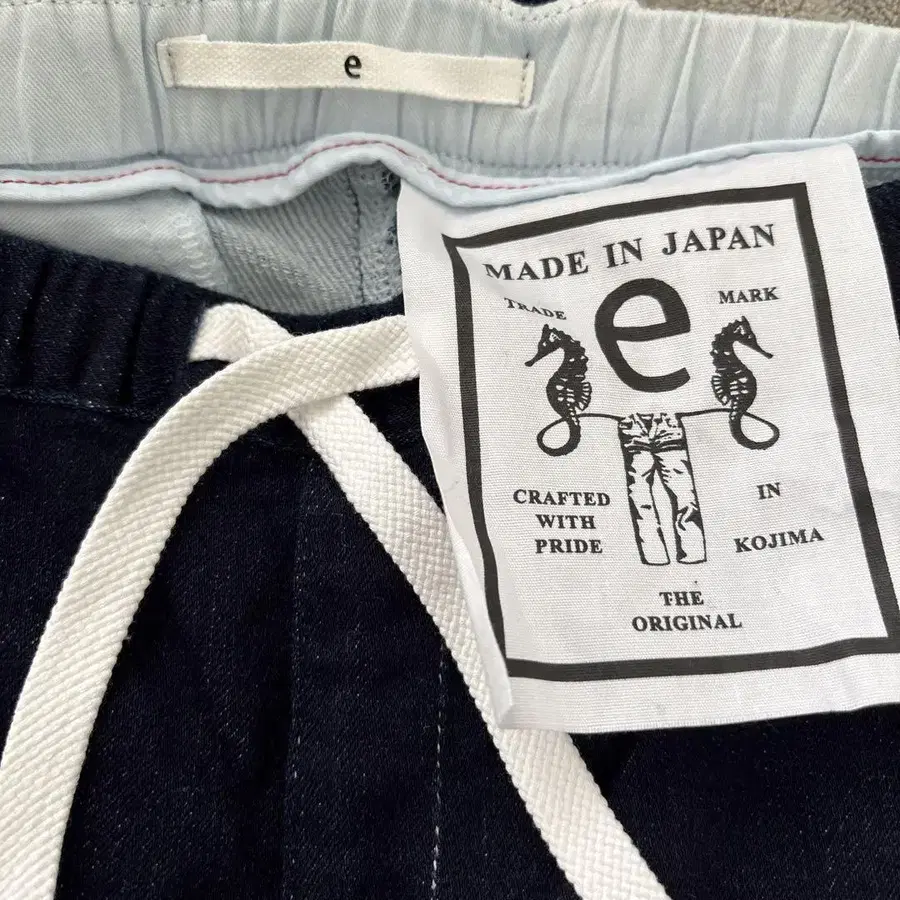 e
MADE IN JAPAN
TRADE MARK
e
CRAFTED
WITH
PRIDE
IN
KOJIMA
THE
ORIGINAL